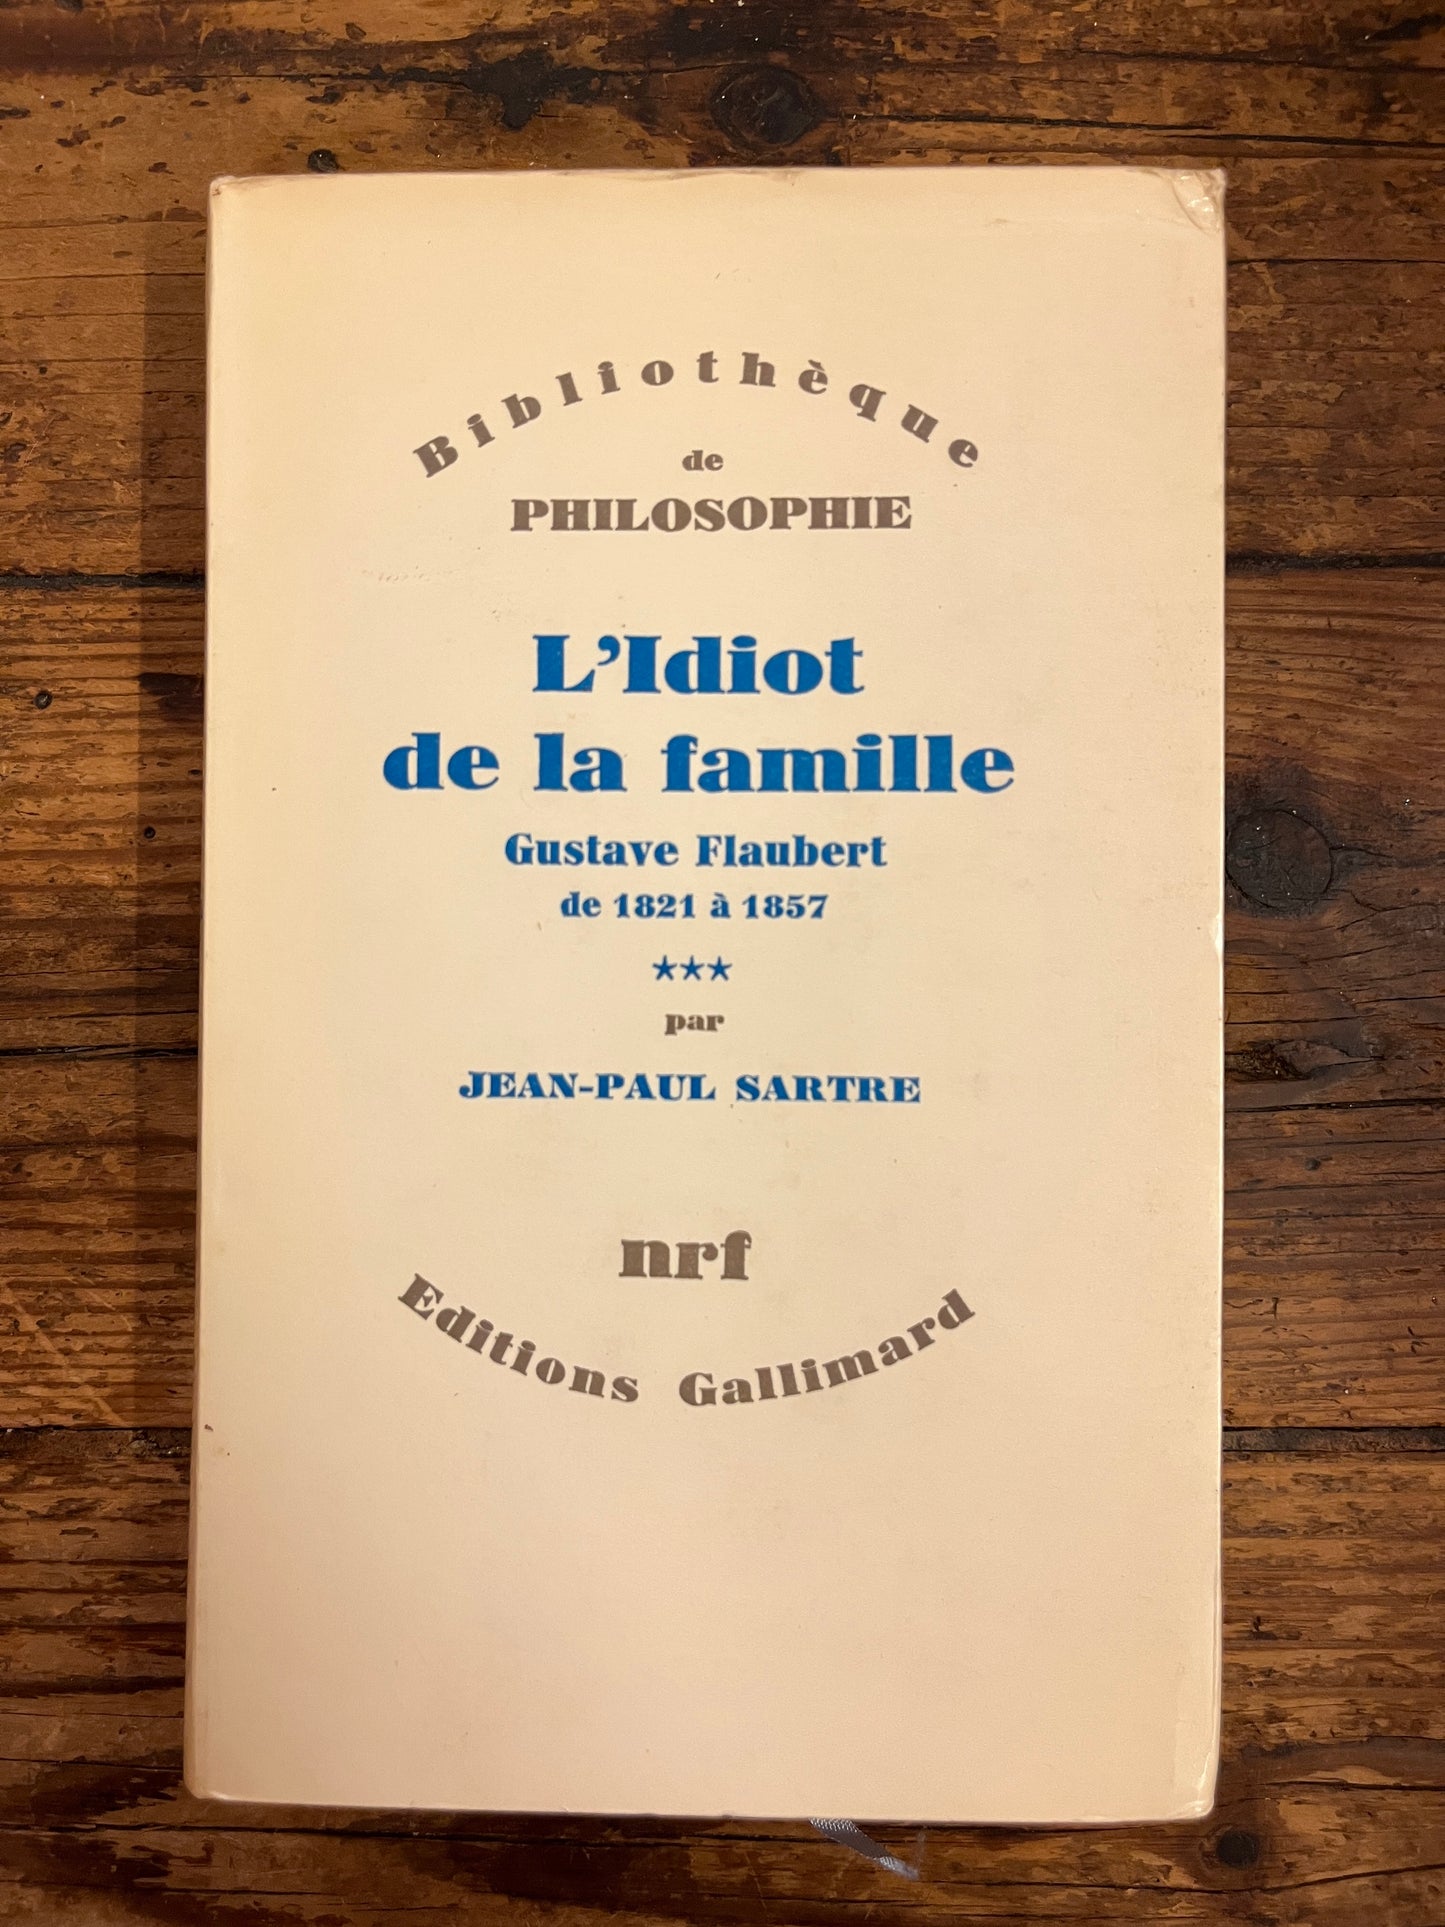 Bibliothèque
de
PHILOSOPHIE
L'Idiot
de la famille
Gustave Flaubert
de 1821 à 1857
★★★
par
JEAN-PAUL SARTRE
nrf
Editions Gallimard